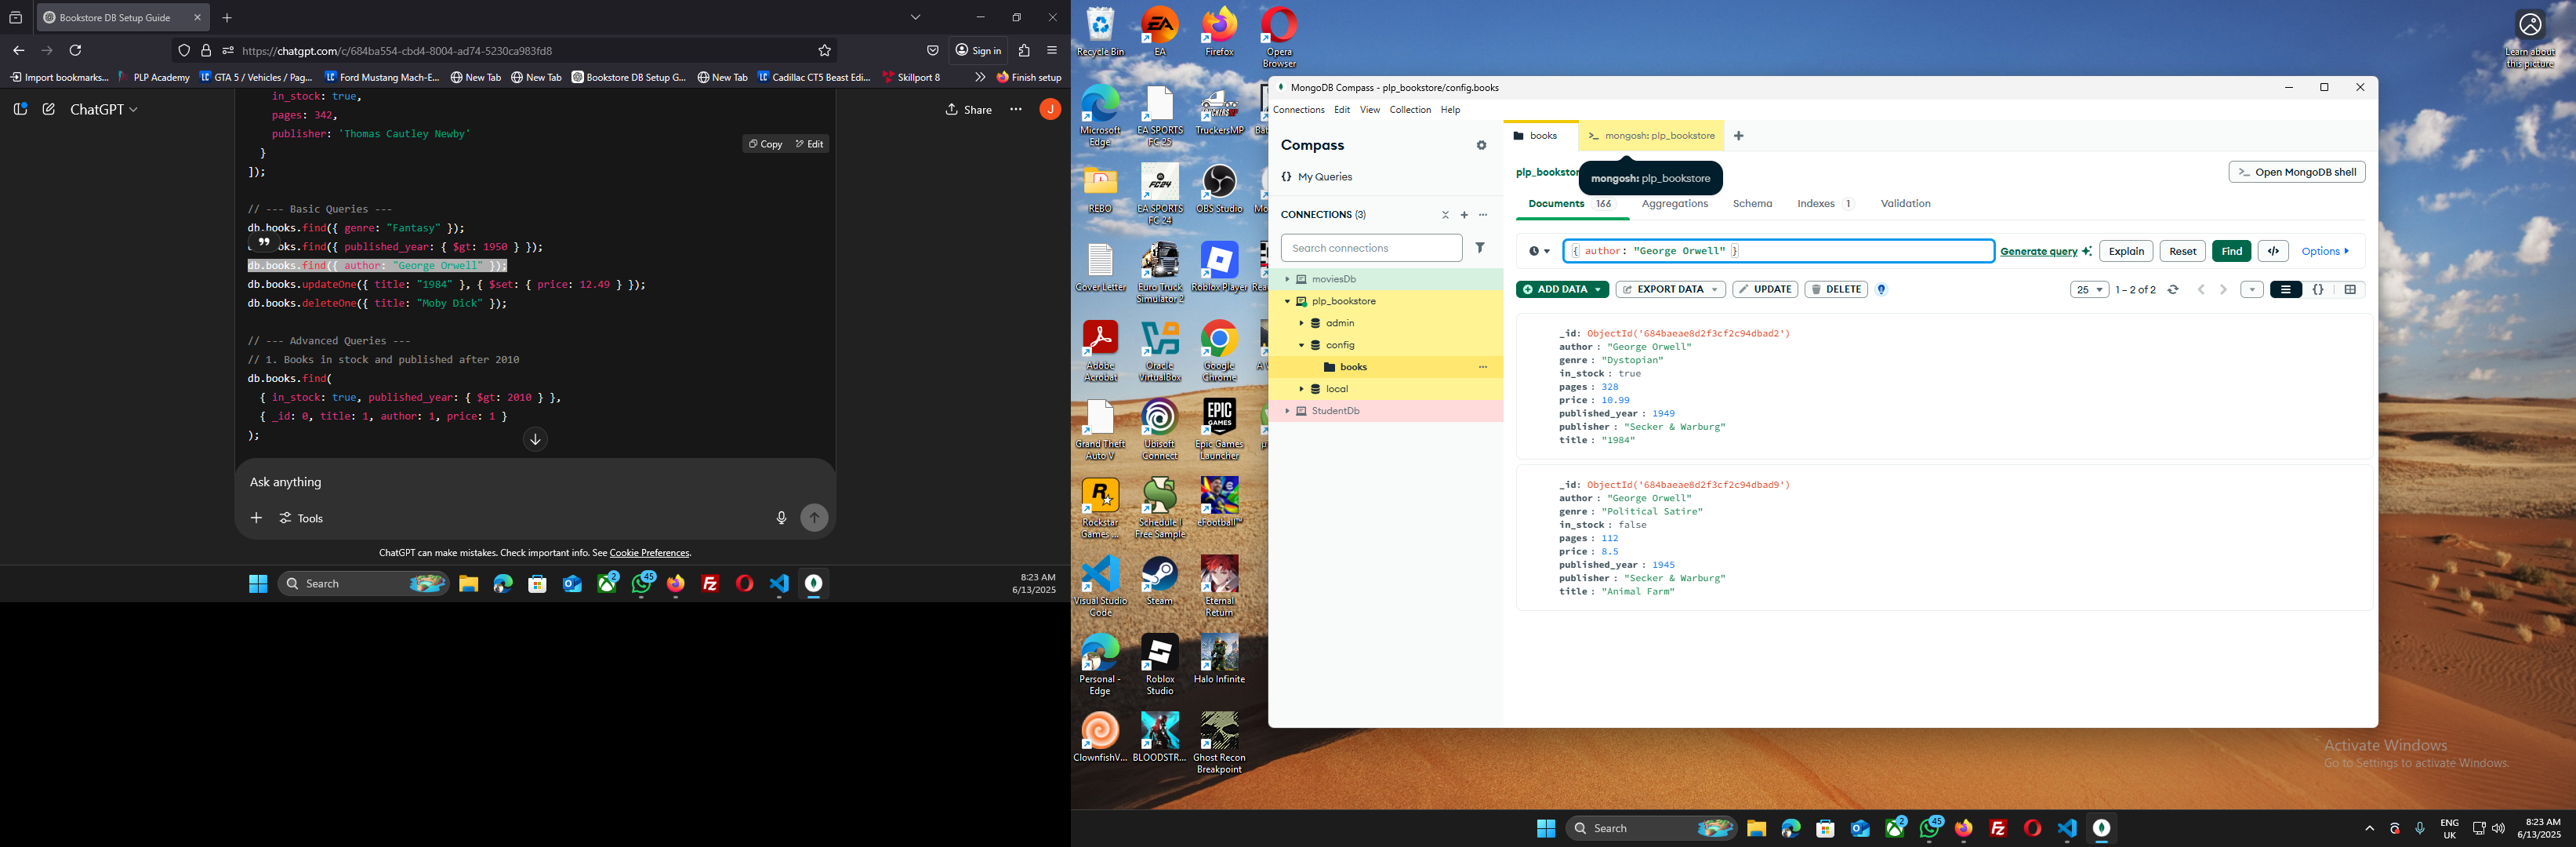 Bookstore DB Setup Guide
https://chatgpt.com/c/684ba554-cbd4-8004-ad74-5230ca983fd8
Sign in
Import bookmarks...
PLP Academy
GTA 5 / Vehicles / Pag...
Ford Mustang Mach-E...
New Tab
New Tab
Bookstore DB Setup G...
New Tab
Cadillac CT5 Beast Edi...
Skillport 8
Finish setup
ChatGPT
Share
J
in_stock: true,
pages: 342,
publisher: 'Thomas Cautley Newby'
}
]);
Copy
Edit
// --- Basic Queries ---
db.books.find({ genre: "Fantasy" });
oks.find({ published_year: { $gt: 1950 } });
db.books.find({ author: "George Orwell" });
db.books.updateOne({ title: "1984" }, { $set: { price: 12.49 } });
db.books.deleteOne({ title: "Moby Dick" });
// --- Advanced Queries ---
// 1. Books in stock and published after 2010
db.books.find(
{ in_stock: true, published_year: { $gt: 2010 } },
{ _id: 0, title: 1, author: 1, price: 1 }
);
Ask anything
Tools
ChatGPT can make mistakes. Check important info. See Cookie Preferences.
Search
2
45
8:23 AM
6/13/2025
Recycle Bin
EA
Firefox
Opera
Browser
Microsoft
Edge
EA SPORTS
FC 25
TruckersMP
REBO
EA SPORTS
FC 24
OBS Studio
Cover Letter
Euro Truck
Simulator 2
Roblox Player
Adobe
Acrobat
Oracle
VirtualBox
Google
Chrome
Grand Theft
Auto V
Ubisoft
Connect
Epic Games
Launcher
Rockstar
Games ...
Schedule I
Free Sample
eFootball™
Visual Studio
Code
Steam
Eternal
Return
Personal -
Edge
Roblox
Studio
Halo Infinite
ClownfishV...
BLOODSTR...
Ghost Recon
Breakpoint
Learn about
this picture
MongoDB Compass - plp_bookstore/config.books
Connections
Edit
View
Collection
Help
Compass
My Queries
CONNECTIONS (3)
Search connections
moviesDb
plp_bookstore
admin
config
books
local
StudentDb
books
mongosh: plp_bookstore
plp_bookstor
mongosh: plp_bookstore
Open MongoDB shell
Documents 166
Aggregations
Schema
Indexes 1
Validation
{ author: "George Orwell" }
Generate query
Explain
Reset
Find
Options
ADD DATA
EXPORT DATA
UPDATE
DELETE
25
1 – 2 of 2
_id: ObjectId('684baeae8d2f3cf2c94dbad2')
author : "George Orwell"
genre : "Dystopian"
in_stock : true
pages : 328
price : 10.99
published_year : 1949
publisher : "Secker & Warburg"
title : "1984"
_id: ObjectId('684baeae8d2f3cf2c94dbad9')
author : "George Orwell"
genre : "Political Satire"
in_stock : false
pages : 112
price : 8.5
published_year : 1945
publisher : "Secker & Warburg"
title : "Animal Farm"
Activate Windows
Go to Settings to activate Windows.
Search
2
45
ENG
UK
8:23 AM
6/13/2025